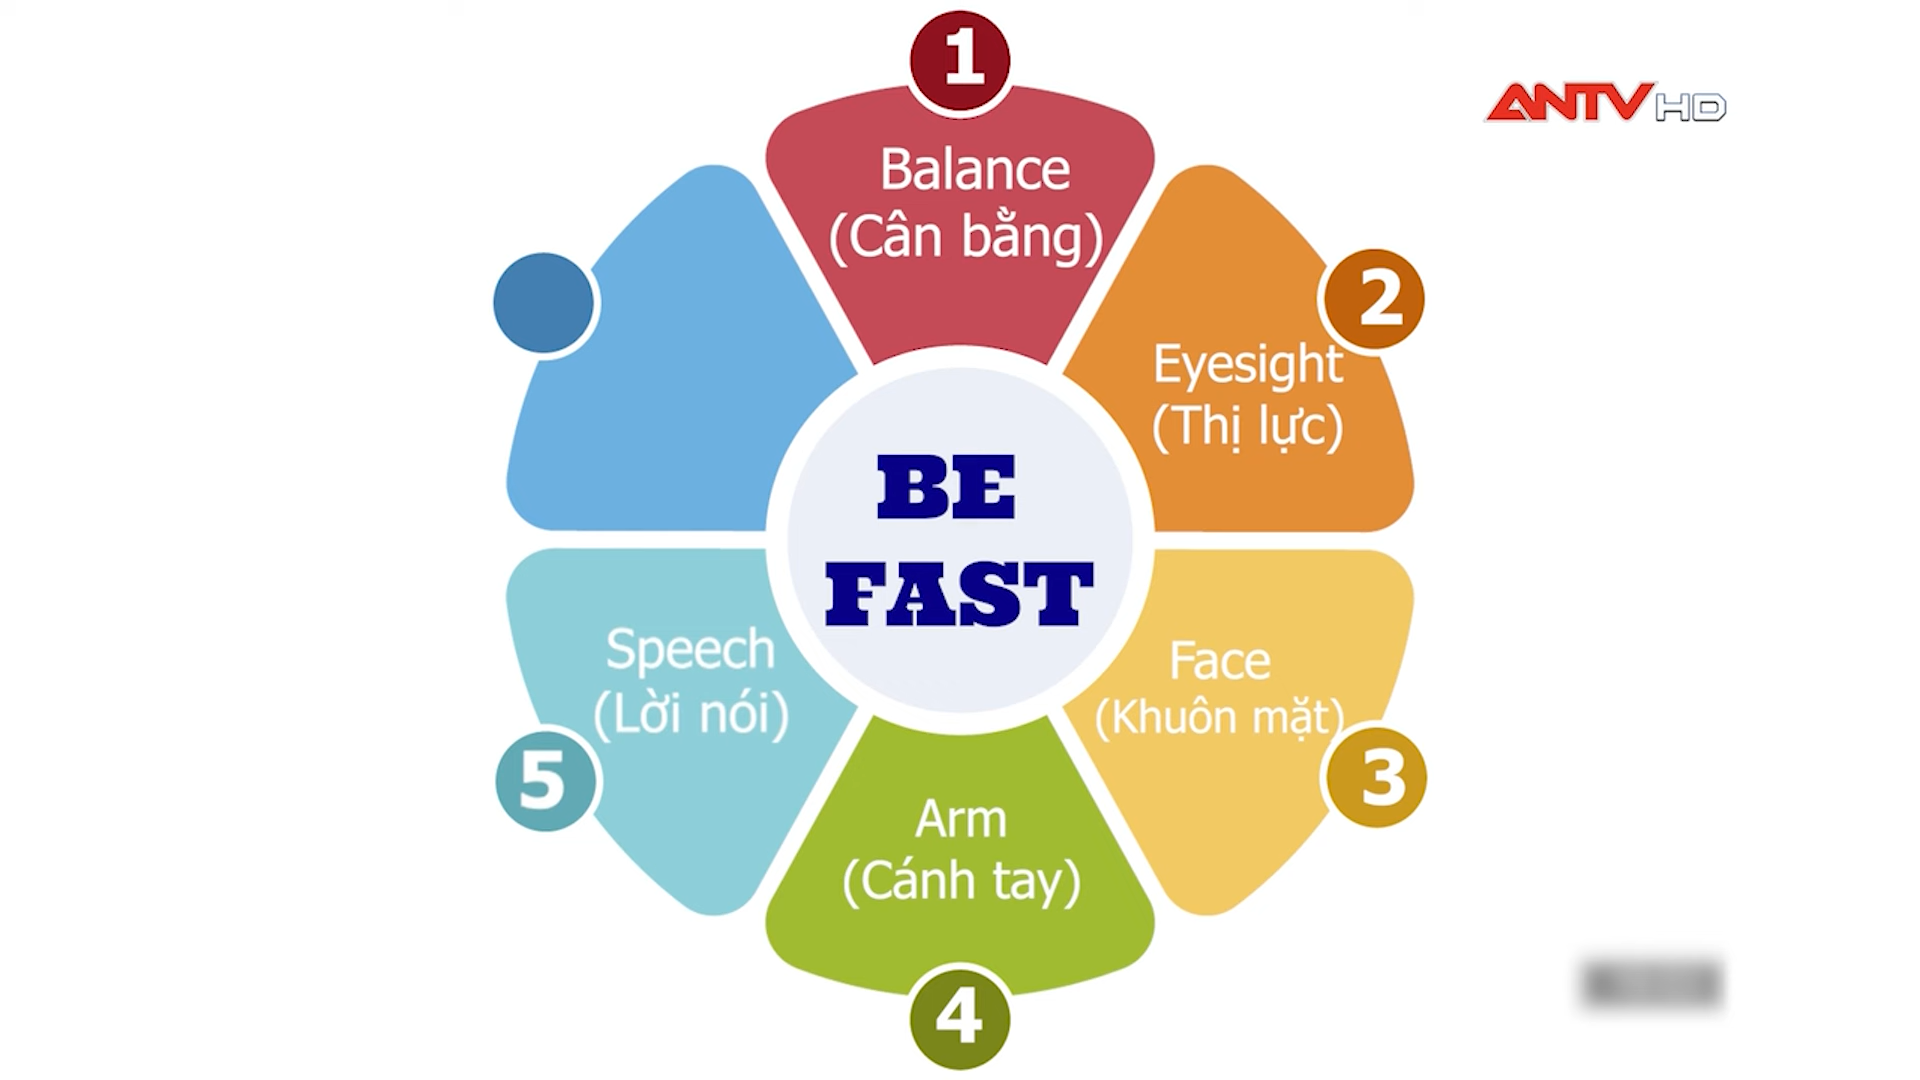 1
Balance
(Cân bằng)
ANTV HD
2
Eyesight
(Thị lực)
BE
FAST
Face
(Khuôn mặt)
3
Speech
(Lời nói)
5
Arm
(Cánh tay)
4